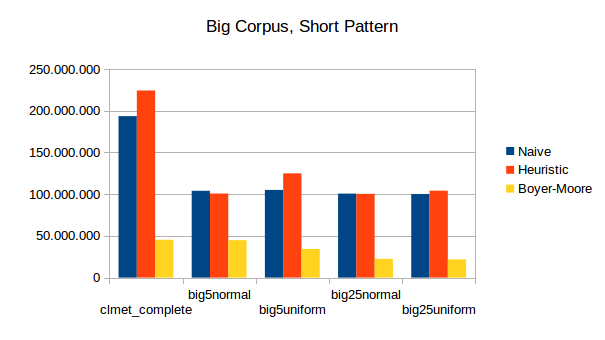 Big Corpus, Short Pattern
250.000.000
200.000.000
150.000.000
100.000.000
50.000.000
0
Naive
Heuristic
Boyer-Moore
clmet_complete
big5normal
big5uniform
big25normal
big25uniform